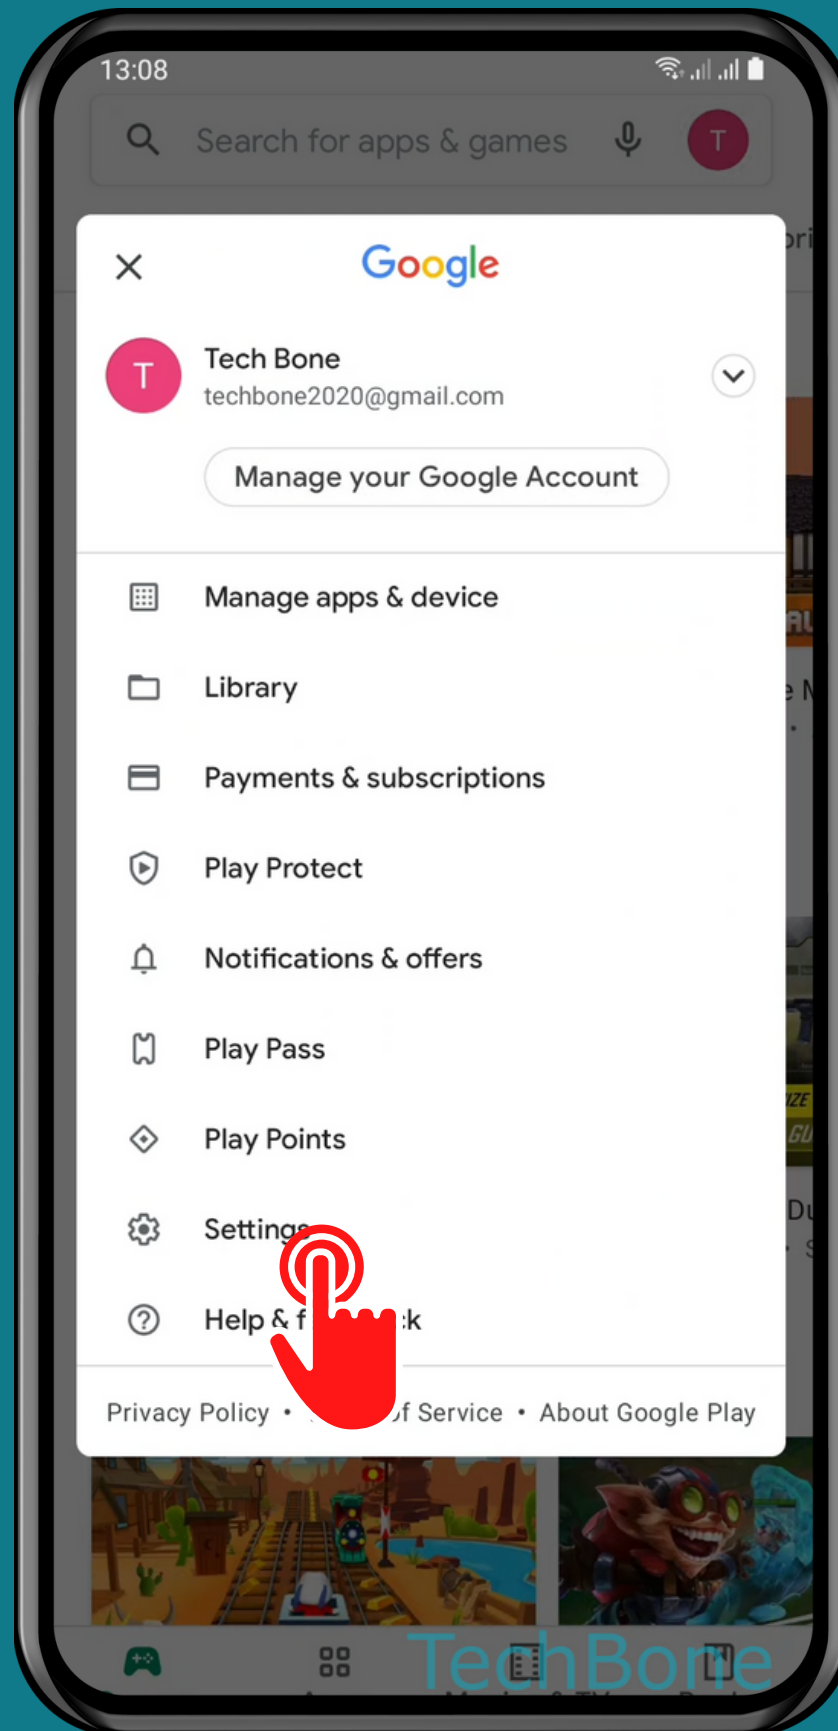 13:08
Search for apps & games
T
Google
T
Tech Bone
techbone2020@gmail.com
Manage your Google Account
Manage apps & device
Library
Payments & subscriptions
Play Protect
Notifications & offers
Play Pass
Play Points
Settings
Help & f ck
Privacy Policy • of Service • About Google Play
TechBone